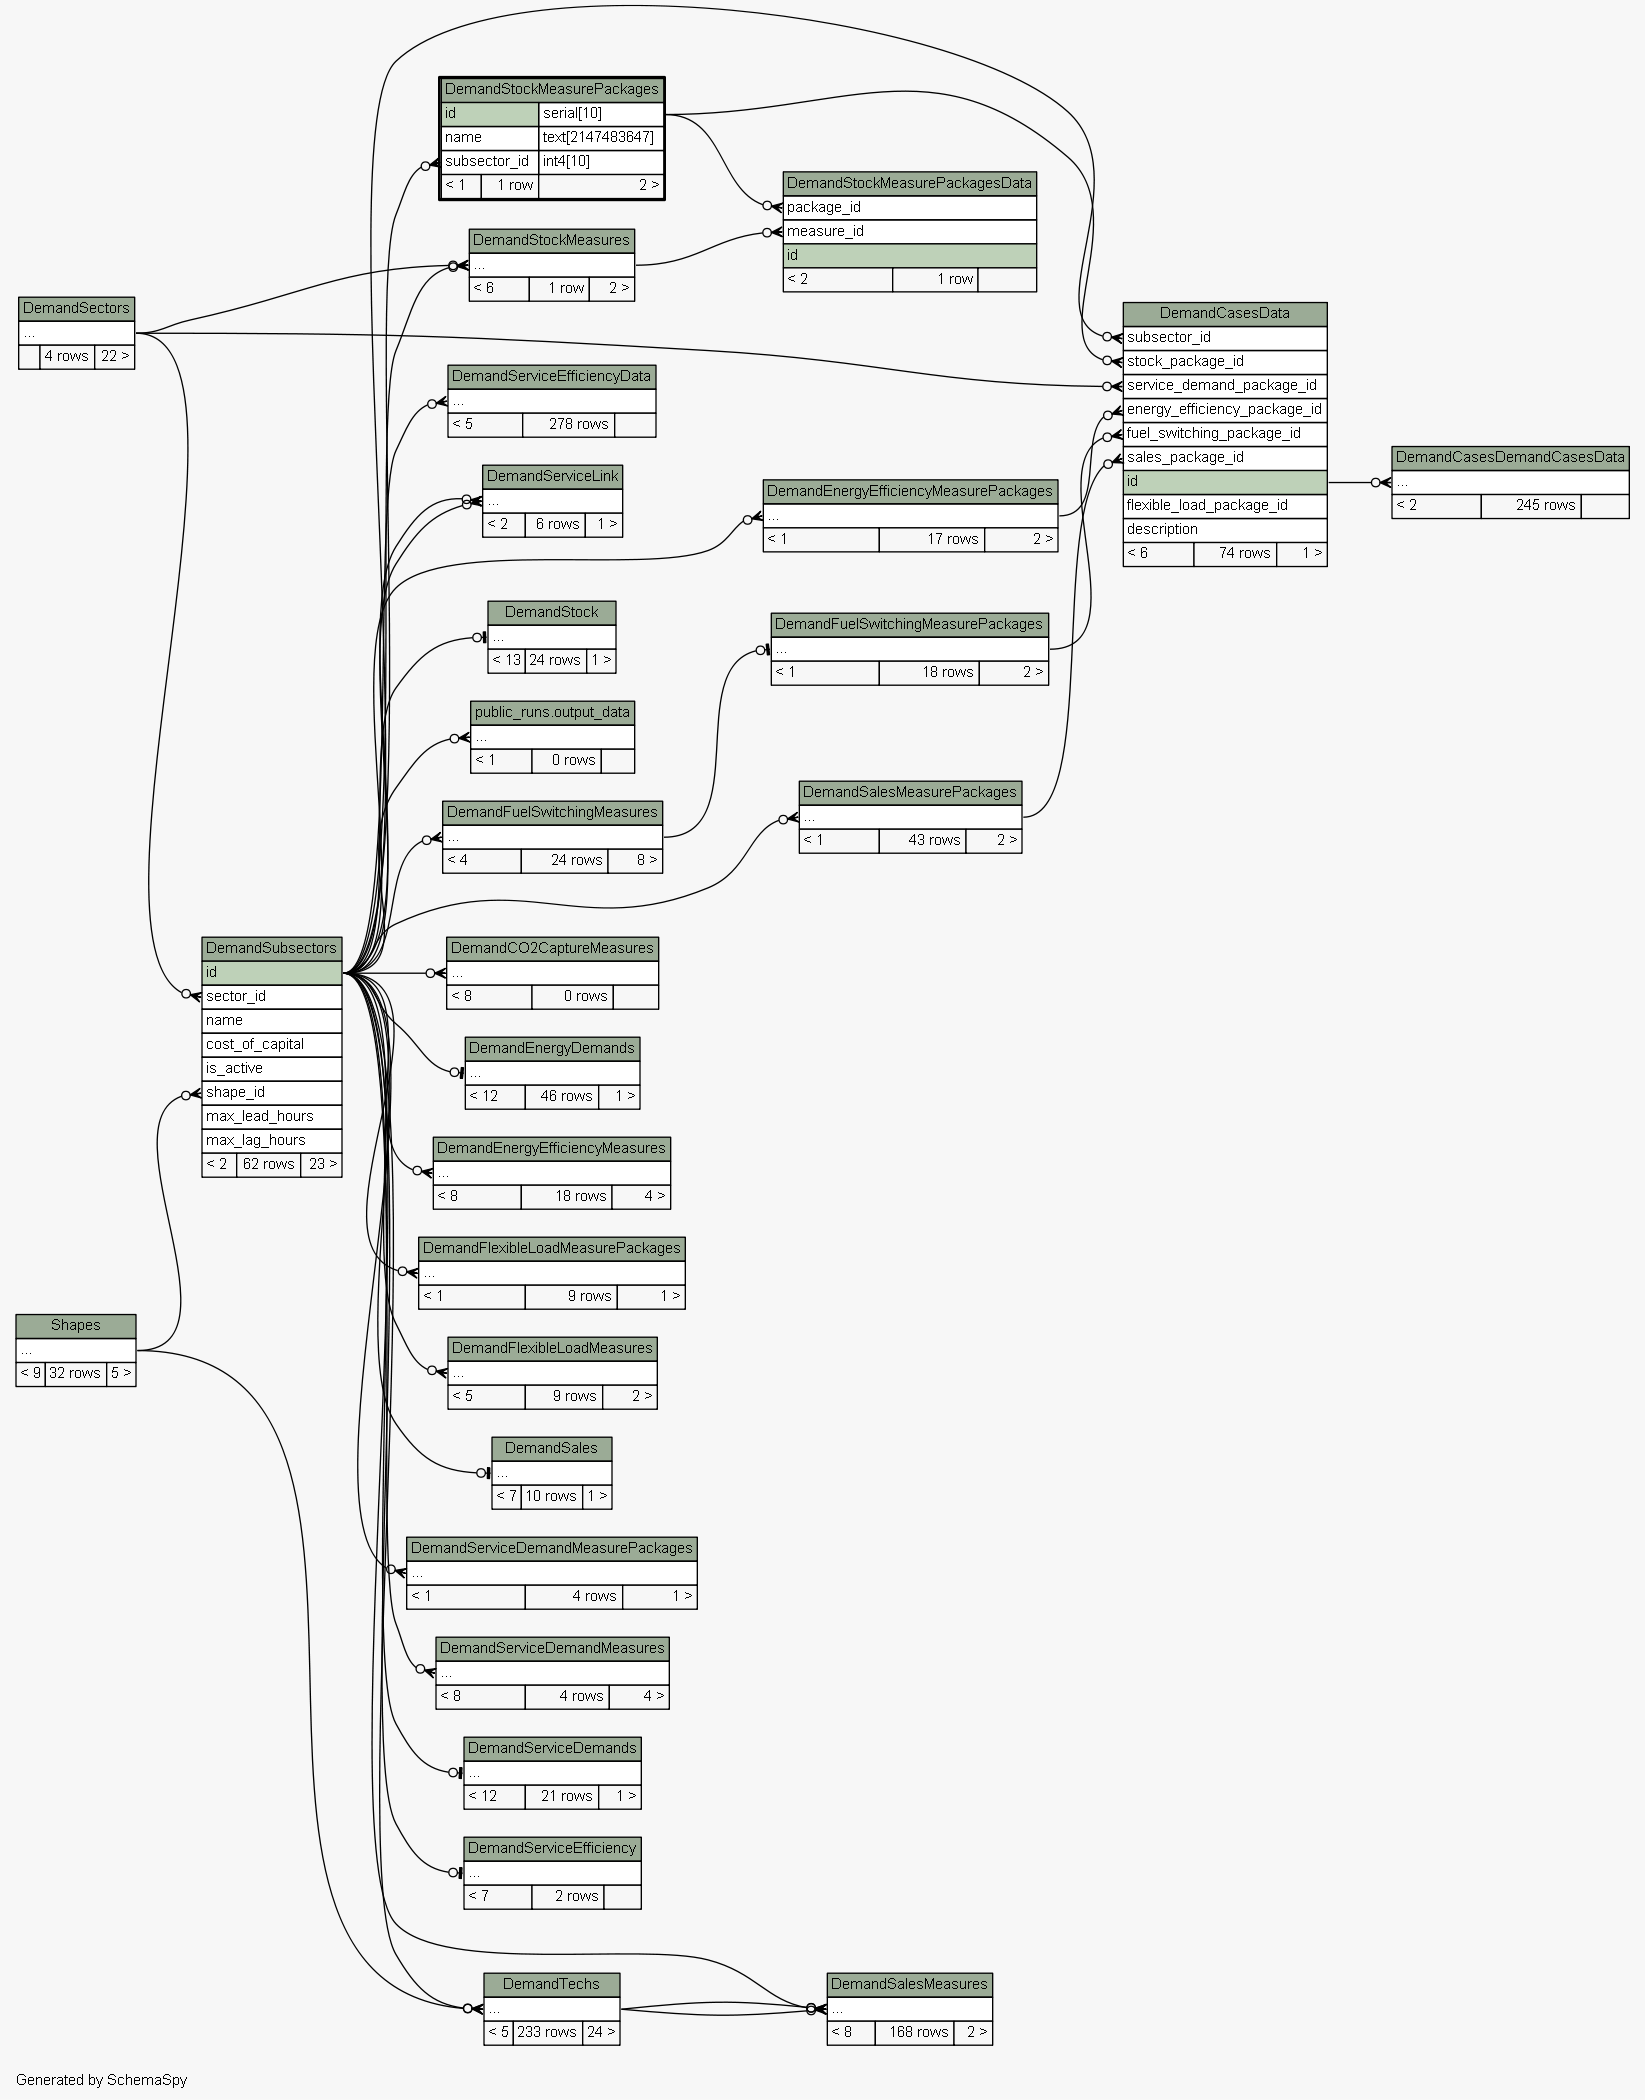 DemandStockMeasurePackages
id serial[10]
name text[2147483647]
subsector_id int4[10]
< 1 1 row 2 >
DemandStockMeasurePackagesData
package_id
measure_id
id
< 2 1 row
DemandStockMeasures
...
< 6 1 row 2 >
DemandSectors
...
4 rows 22 >
DemandCasesData
subsector_id
stock_package_id
service_demand_package_id
energy_efficiency_package_id
fuel_switching_package_id
sales_package_id
id
flexible_load_package_id
description
< 6 74 rows 1 >
DemandServiceEfficiencyData
...
< 5 278 rows
DemandCasesDemandCasesData
...
< 2 245 rows
DemandServiceLink
...
< 2 6 rows 1 >
DemandEnergyEfficiencyMeasurePackages
...
< 1 17 rows 2 >
DemandStock
...
< 13 24 rows 1 >
DemandFuelSwitchingMeasurePackages
...
< 1 18 rows 2 >
public_runs.output_data
...
< 1 0 rows
DemandFuelSwitchingMeasures
...
< 4 24 rows 8 >
DemandSalesMeasurePackages
...
< 1 43 rows 2 >
DemandSubsectors
id
sector_id
name
cost_of_capital
is_active
shape_id
max_lead_hours
max_lag_hours
< 2 62 rows 23 >
DemandCO2CaptureMeasures
...
< 8 0 rows
DemandEnergyDemands
...
< 12 46 rows 1 >
DemandEnergyEfficiencyMeasures
...
< 8 18 rows 4 >
DemandFlexibleLoadMeasurePackages
...
< 1 9 rows 1 >
Shapes
...
< 9 32 rows 5 >
DemandFlexibleLoadMeasures
...
< 5 9 rows 2 >
DemandSales
...
< 7 10 rows 1 >
DemandServiceDemandMeasurePackages
...
< 1 4 rows 1 >
DemandServiceDemandMeasures
...
< 8 4 rows 4 >
DemandServiceDemands
...
< 12 21 rows 1 >
DemandServiceEfficiency
...
< 7 2 rows
DemandTechs
...
< 5 233 rows 24 >
DemandSalesMeasures
...
< 8 168 rows 2 >
Generated by SchemaSpy